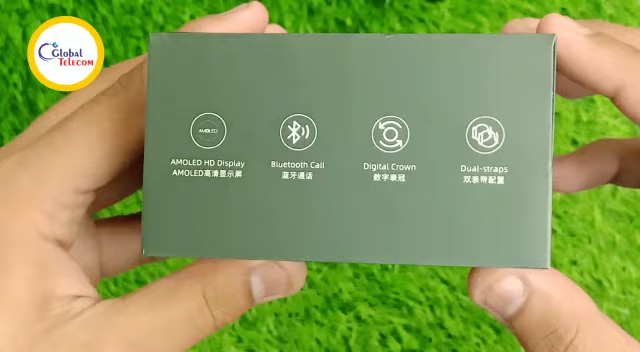 Global
Telecom
AMOLED
AMOLED HD Display
AMOLED高清显示屏
Bluetooth Call
蓝牙通话
Digital Crown
数字表冠
Dual-straps
双表带配置